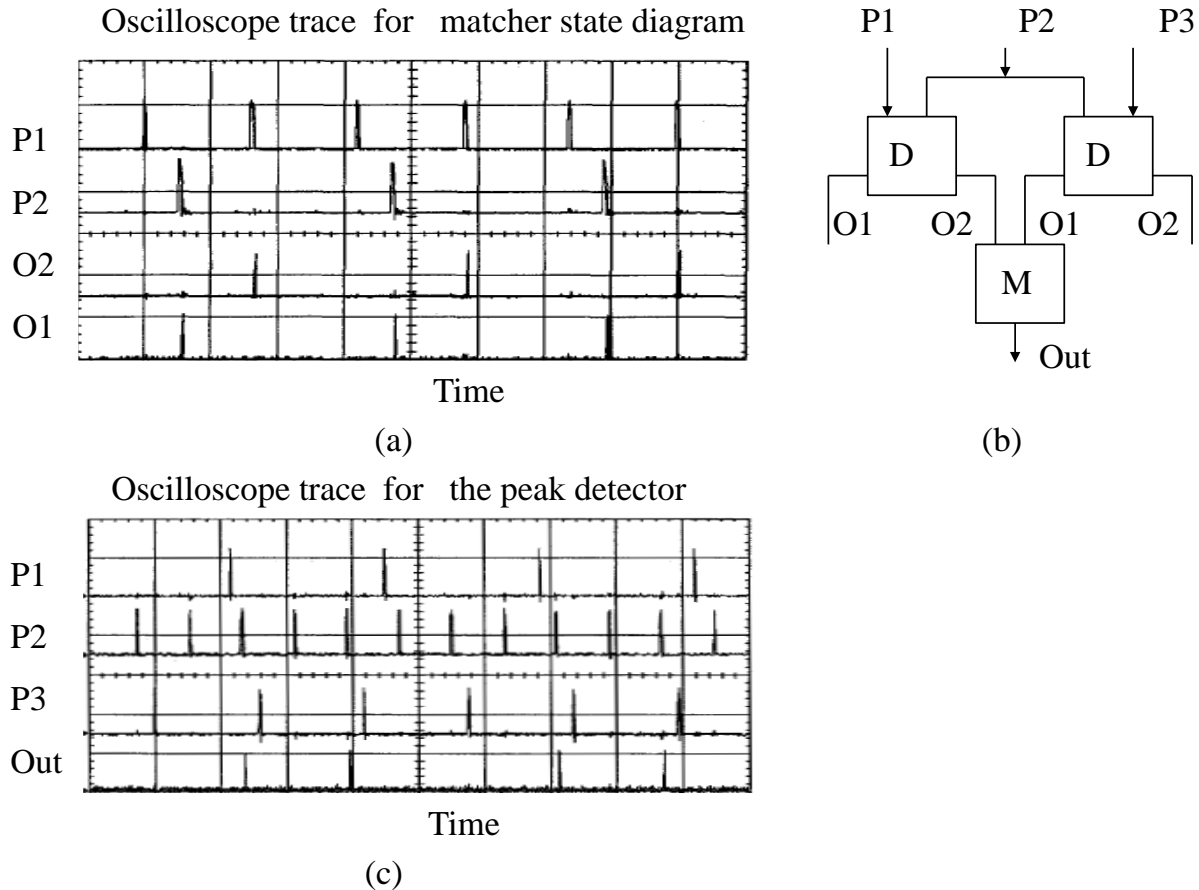 Oscilloscope trace for matcher state diagram
P1
P2
O2
O1
Time
(a)
P1 P2 P3
D D
O1 O2 O1 O2
M
Out
(b)
Oscilloscope trace for the peak detector
P1
P2
P3
Out
Time
(c)